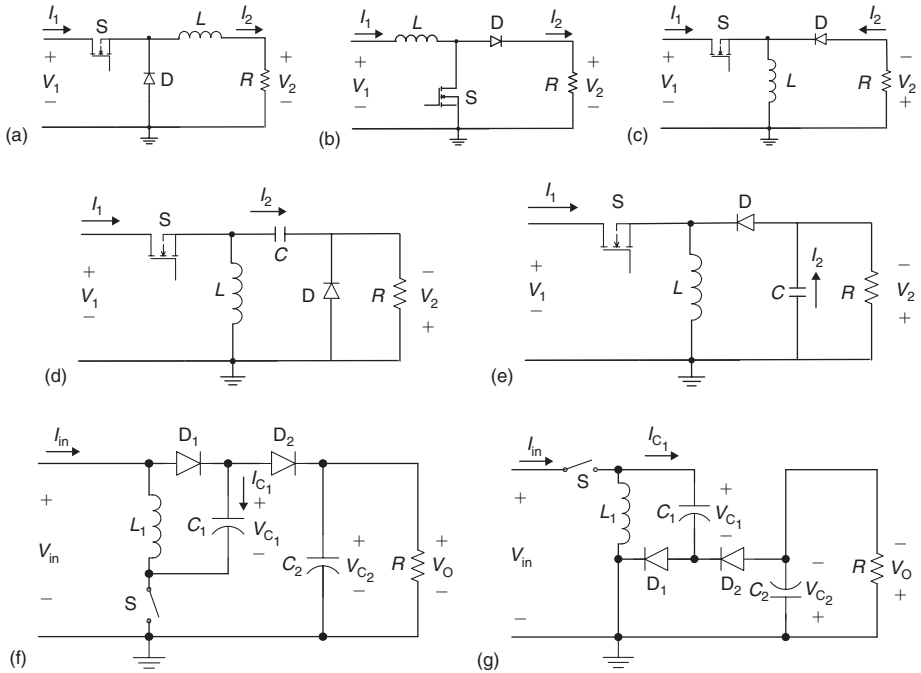 I1 S L I2
+ V1 − D R + V2 −
(a)
I1 L D I2
+ V1 − S R + V2 −
(b)
I1 S D I2
+ V1 − L R − V2 +
(c)
I1 S I2
C
+ V1 − L D R − V2 +
(d)
I1 S D
+ V1 − L C I2 R − V2 +
(e)
Iin D1 D2
IC1
+ Vin − L1 C1 + VC1 −
C2 + VC2 − R + VO −
S
(f)
Iin S IC1
+ Vin − L1 C1 + VC1 −
D1 D2 C2 − VC2 + R − VO +
(g)